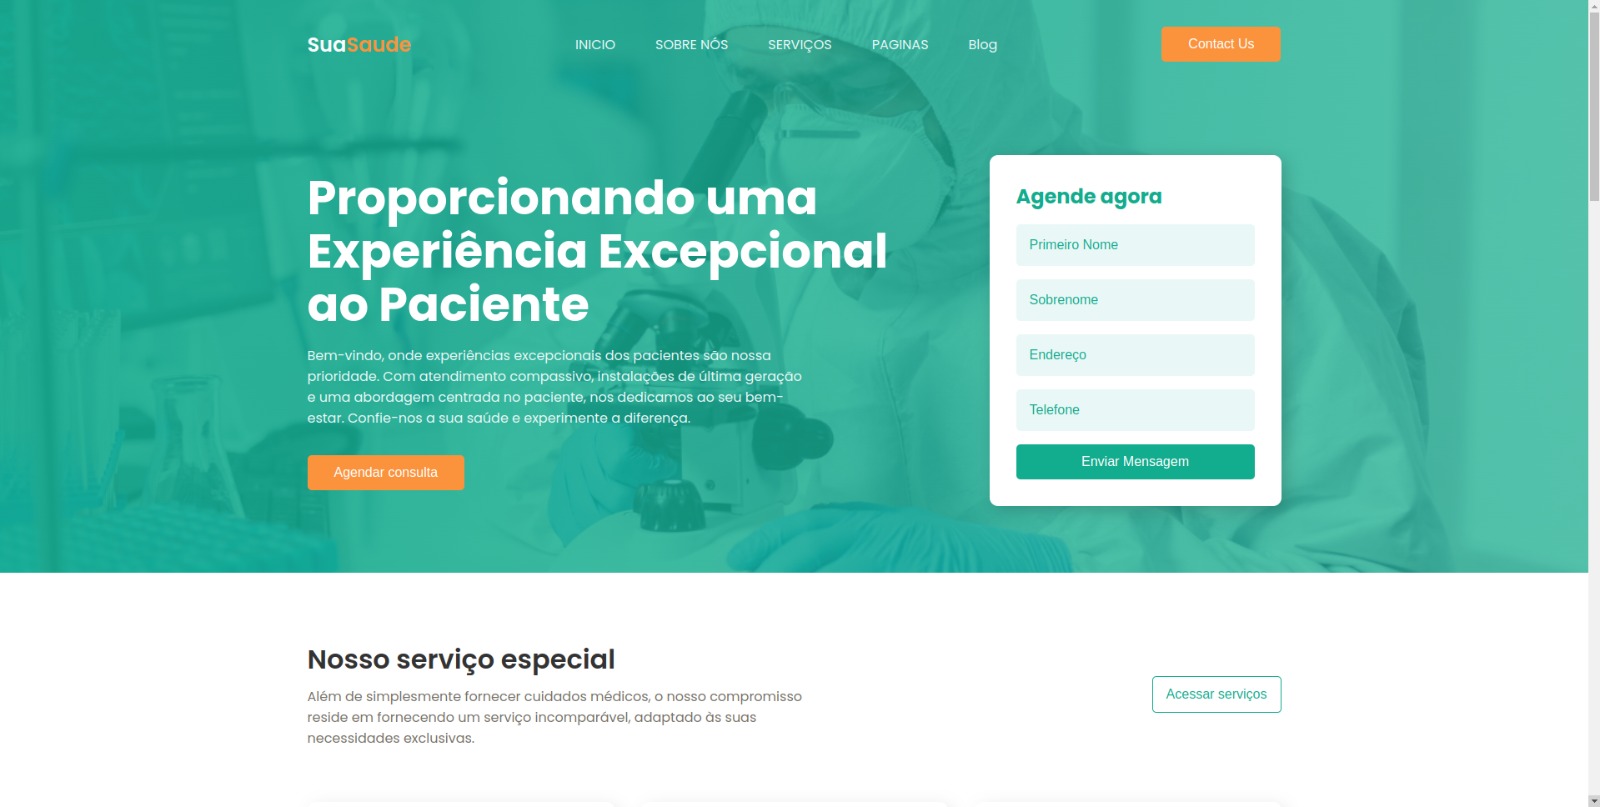 SuaSaude
INICIO
SOBRE NÓS
SERVIÇOS
PAGINAS
Blog
Contact Us
Proporcionando uma
Experiência Excepcional
ao Paciente
Bem-vindo, onde experiências excepcionais dos pacientes são nossa
prioridade. Com atendimento compassivo, instalações de última geração
e uma abordagem centrada no paciente, nos dedicamos ao seu bem-
estar. Confie-nos a sua saúde e experimente a diferença.
Agendar consulta
Agende agora
Primeiro Nome
Sobrenome
Endereço
Telefone
Enviar Mensagem
Nosso serviço especial
Além de simplesmente fornecer cuidados médicos, o nosso compromisso
reside em fornecendo um serviço incomparável, adaptado às suas
necessidades exclusivas.
Acessar serviços